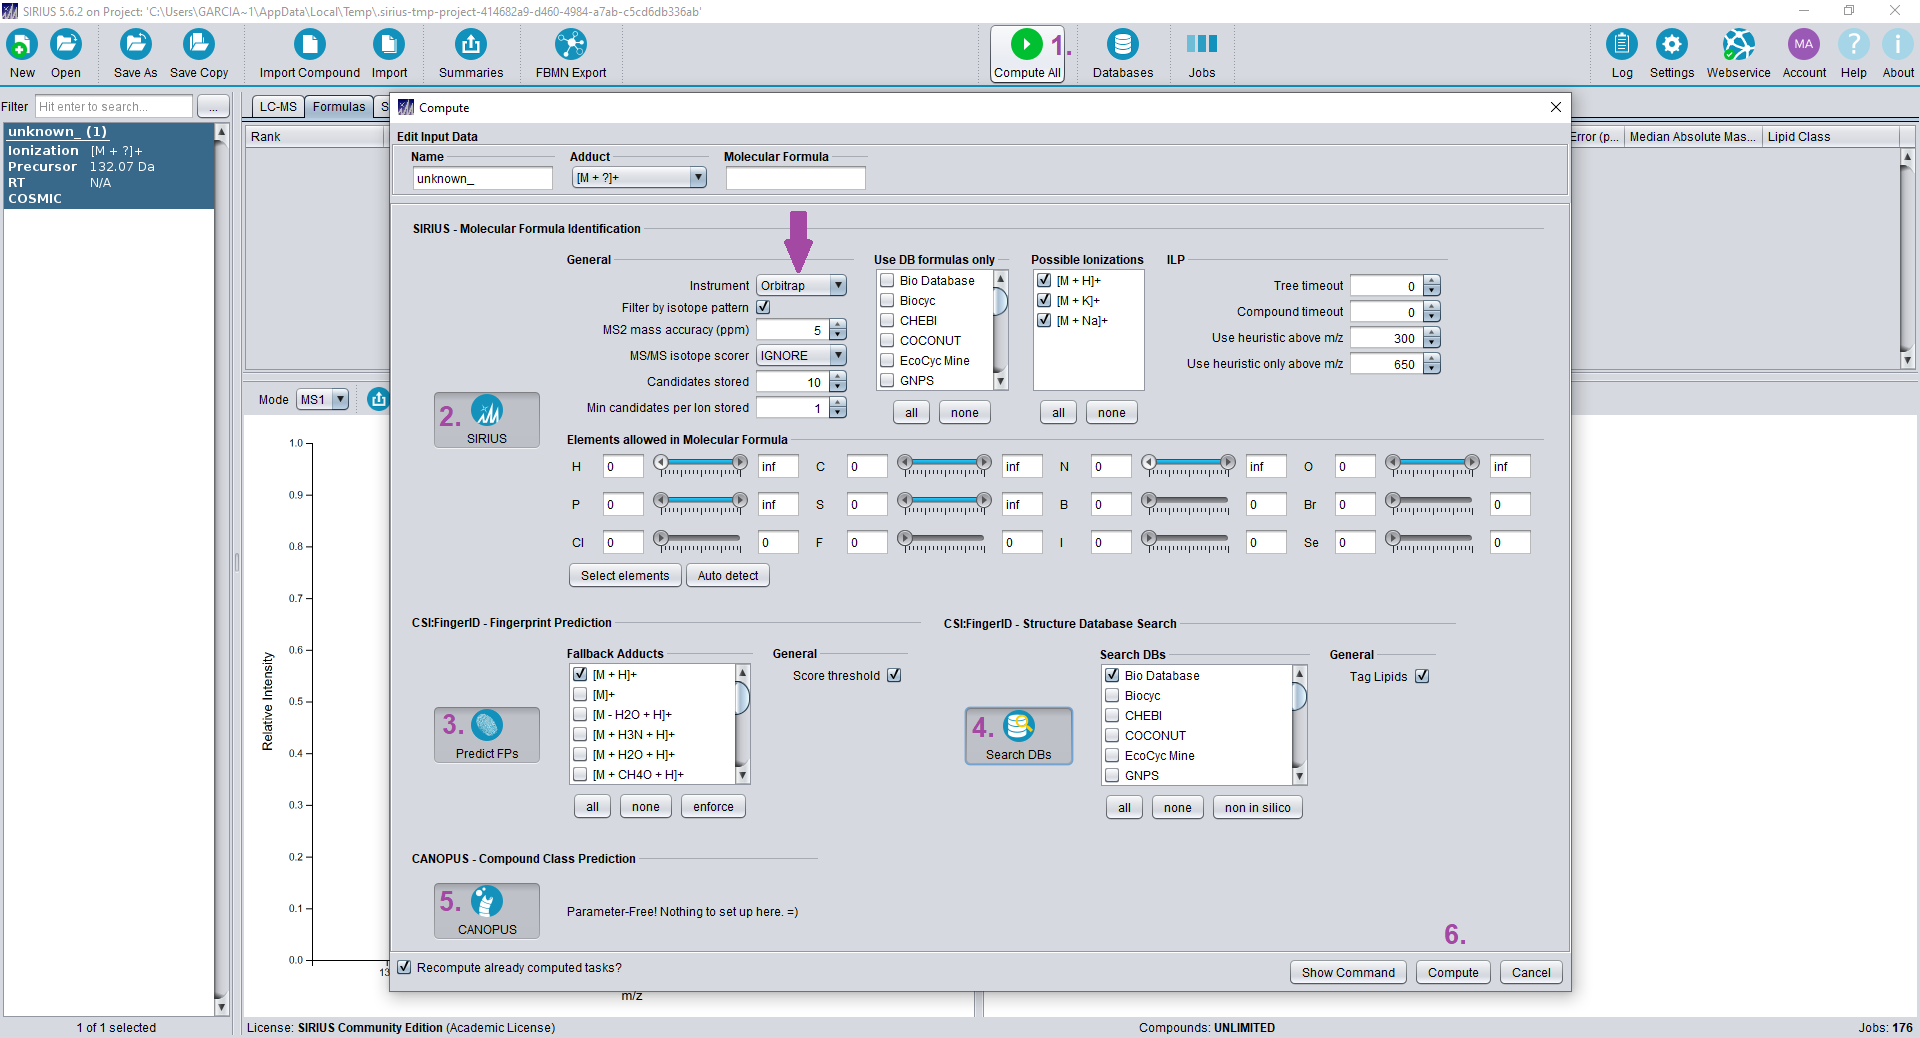 SIRIUS 5.6.2 on Project: 'C:\Users\GARCIA~1\AppData\Local\Temp\.sirius-tmp-project-414682a9-d460-4984-a7ab-c5cd6db336ab'
New Open Save As Save Copy Import Compound Import Summaries FBMN Export Compute All 1. Databases Jobs Log Settings Webservice MA Account ? Help i About
Filter Hit enter to search... ... LC-MS Formulas S
Compute
unknown_ (1)
Ionization [M + ?]+
Precursor 132.07 Da
RT N/A
COSMIC
Rank Error (p... Median Absolute Mas... Lipid Class
Edit Input Data
Name Adduct Molecular Formula
unknown_ [M + ?]+
SIRIUS - Molecular Formula Identification
General Use DB formulas only Possible Ionizations ILP
Instrument Orbitrap Bio Database [M + H]+ Tree timeout 0
Filter by isotope pattern Biocyc [M + K]+ Compound timeout 0
MS2 mass accuracy (ppm) 5 CHEBI [M + Na]+ Use heuristic above m/z 300
MS/MS isotope scorer IGNORE COCONUT EcoCyc Mine Use heuristic only above m/z 650
Candidates stored 10 GNPS
Min candidates per Ion stored 1 all none all none
Mode MS1
2. SIRIUS
Elements allowed in Molecular Formula
H 0 inf C 0 inf N 0 inf O 0 inf
P 0 inf S 0 inf B 0 0 Br 0 0
Cl 0 0 F 0 0 I 0 0 Se 0 0
Select elements Auto detect
CSI:FingerID - Fingerprint Prediction CSI:FingerID - Structure Database Search
Fallback Adducts General Search DBs General
[M + H]+ Score threshold Bio Database Tag Lipids
[M]+ Biocyc
[M - H2O + H]+ CHEBI
[M + H3N + H]+ COCONUT
[M + H2O + H]+ EcoCyc Mine
[M + CH4O + H]+ GNPS
3. Predict FPs 4. Search DBs
all none enforce all none non in silico
CANOPUS - Compound Class Prediction
5. CANOPUS Parameter-Free! Nothing to set up here. =)
6.
Recompute already computed tasks? Show Command Compute Cancel
Relative Intensity
1.0
0.9
0.8
0.7
0.6
0.5
0.4
0.3
0.2
0.1
0.0
13
m/z
1 of 1 selected License: SIRIUS Community Edition (Academic License) Compounds: UNLIMITED Jobs: 176